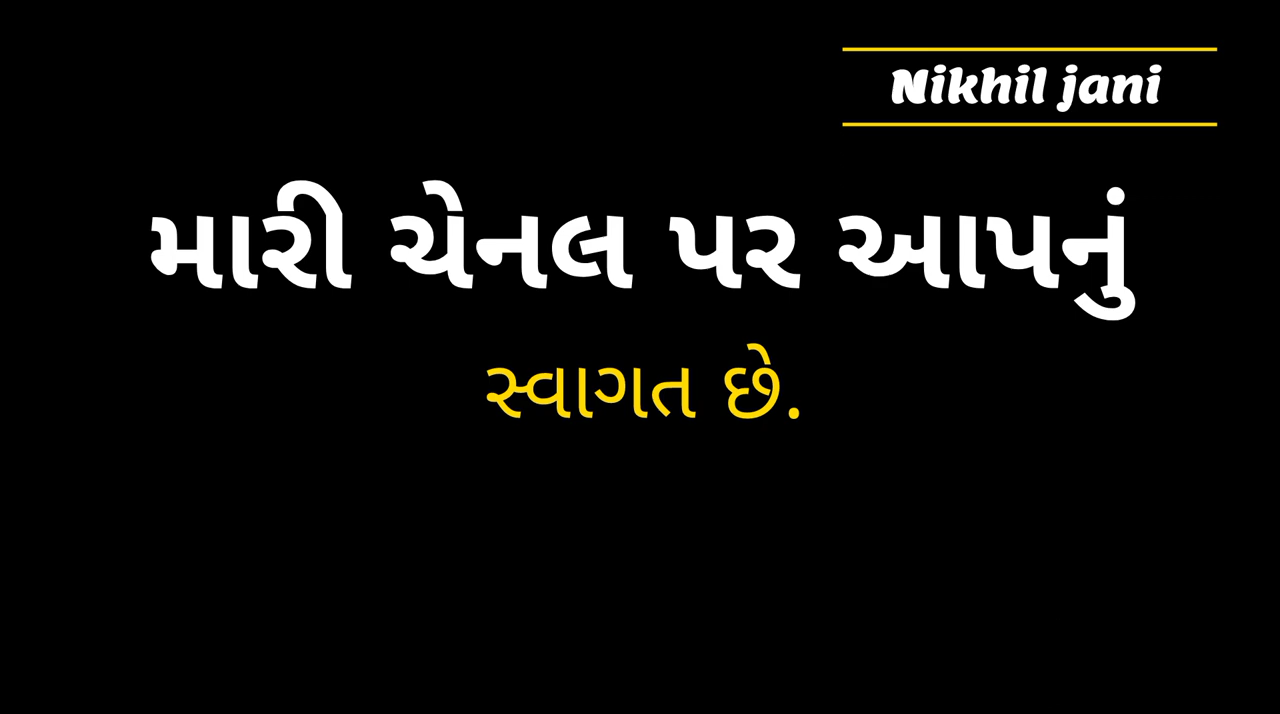 Nikhil jani
મારી ચેનલ પર આપનું
સ્વાગત છે.